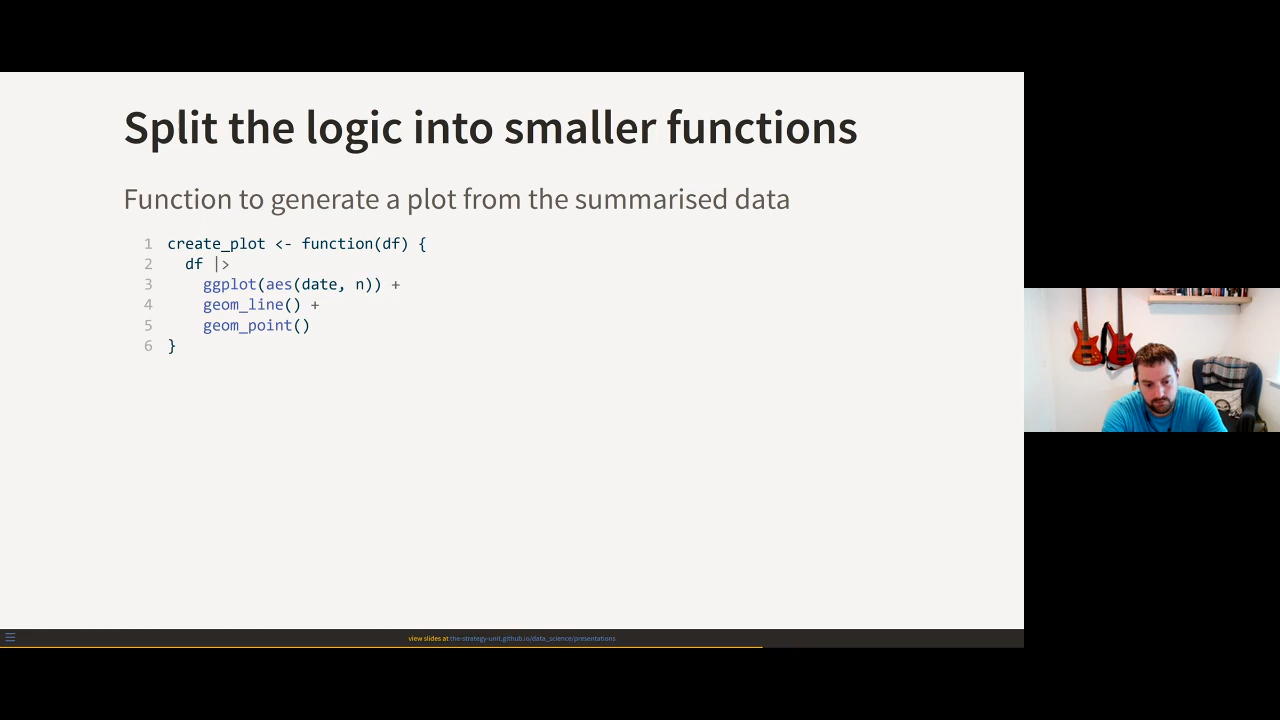 Split the logic into smaller functions
Function to generate a plot from the summarised data
1 create_plot <- function(df) {
2   df |>
3     ggplot(aes(date, n)) +
4     geom_line() +
5     geom_point()
6 }
view slides at the-strategy-unit.github.io/data_science/presentations